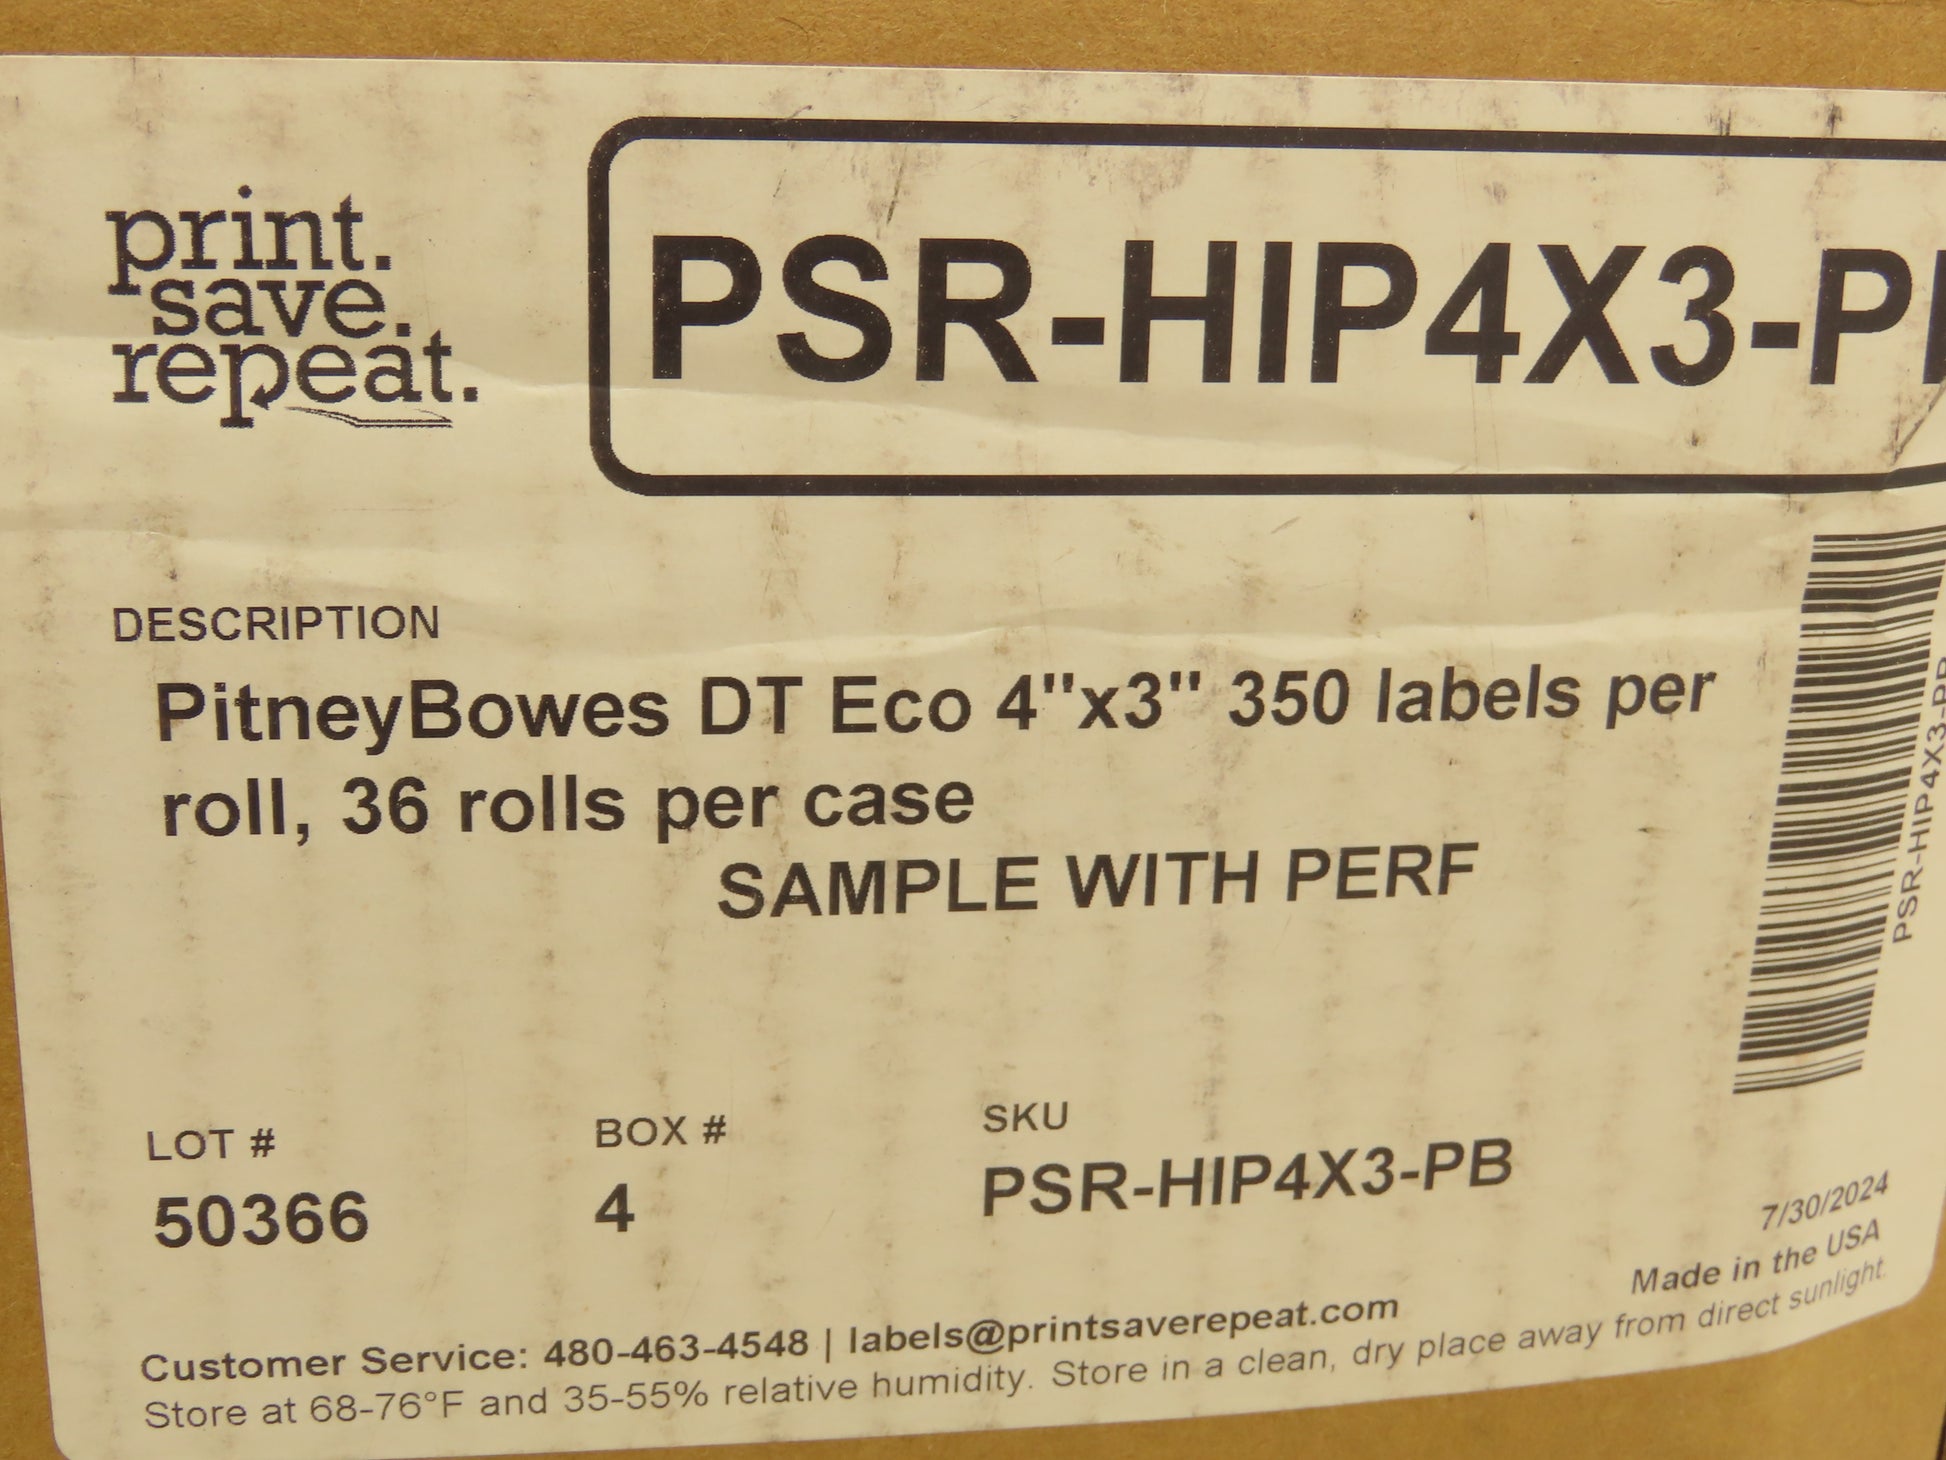 print.
save.
repeat.
PSR-HIP4X3-P
DESCRIPTION
PitneyBowes DT Eco 4"x3" 350 labels per
roll, 36 rolls per case
SAMPLE WITH PERF
PSR-HIP4X3-PB
LOT #
50366
BOX #
4
SKU
PSR-HIP4X3-PB
7/30/2024
Made in the USA
Customer Service: 480-463-4548 | labels@printsaverepeat.com
Store at 68-76°F and 35-55% relative humidity. Store in a clean, dry place away from direct sunlight.